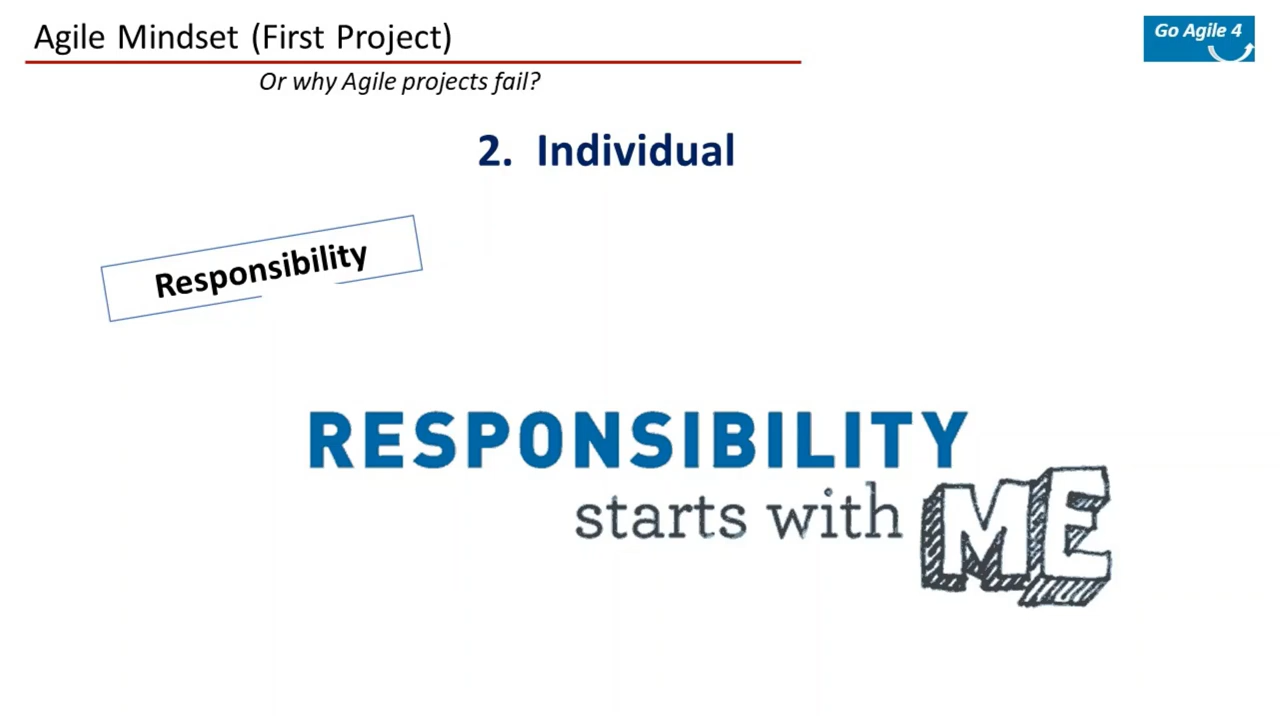 Agile Mindset (First Project)
Go Agile 4
Or why Agile projects fail?
2. Individual
Responsibility
RESPONSIBILITY
starts with ME